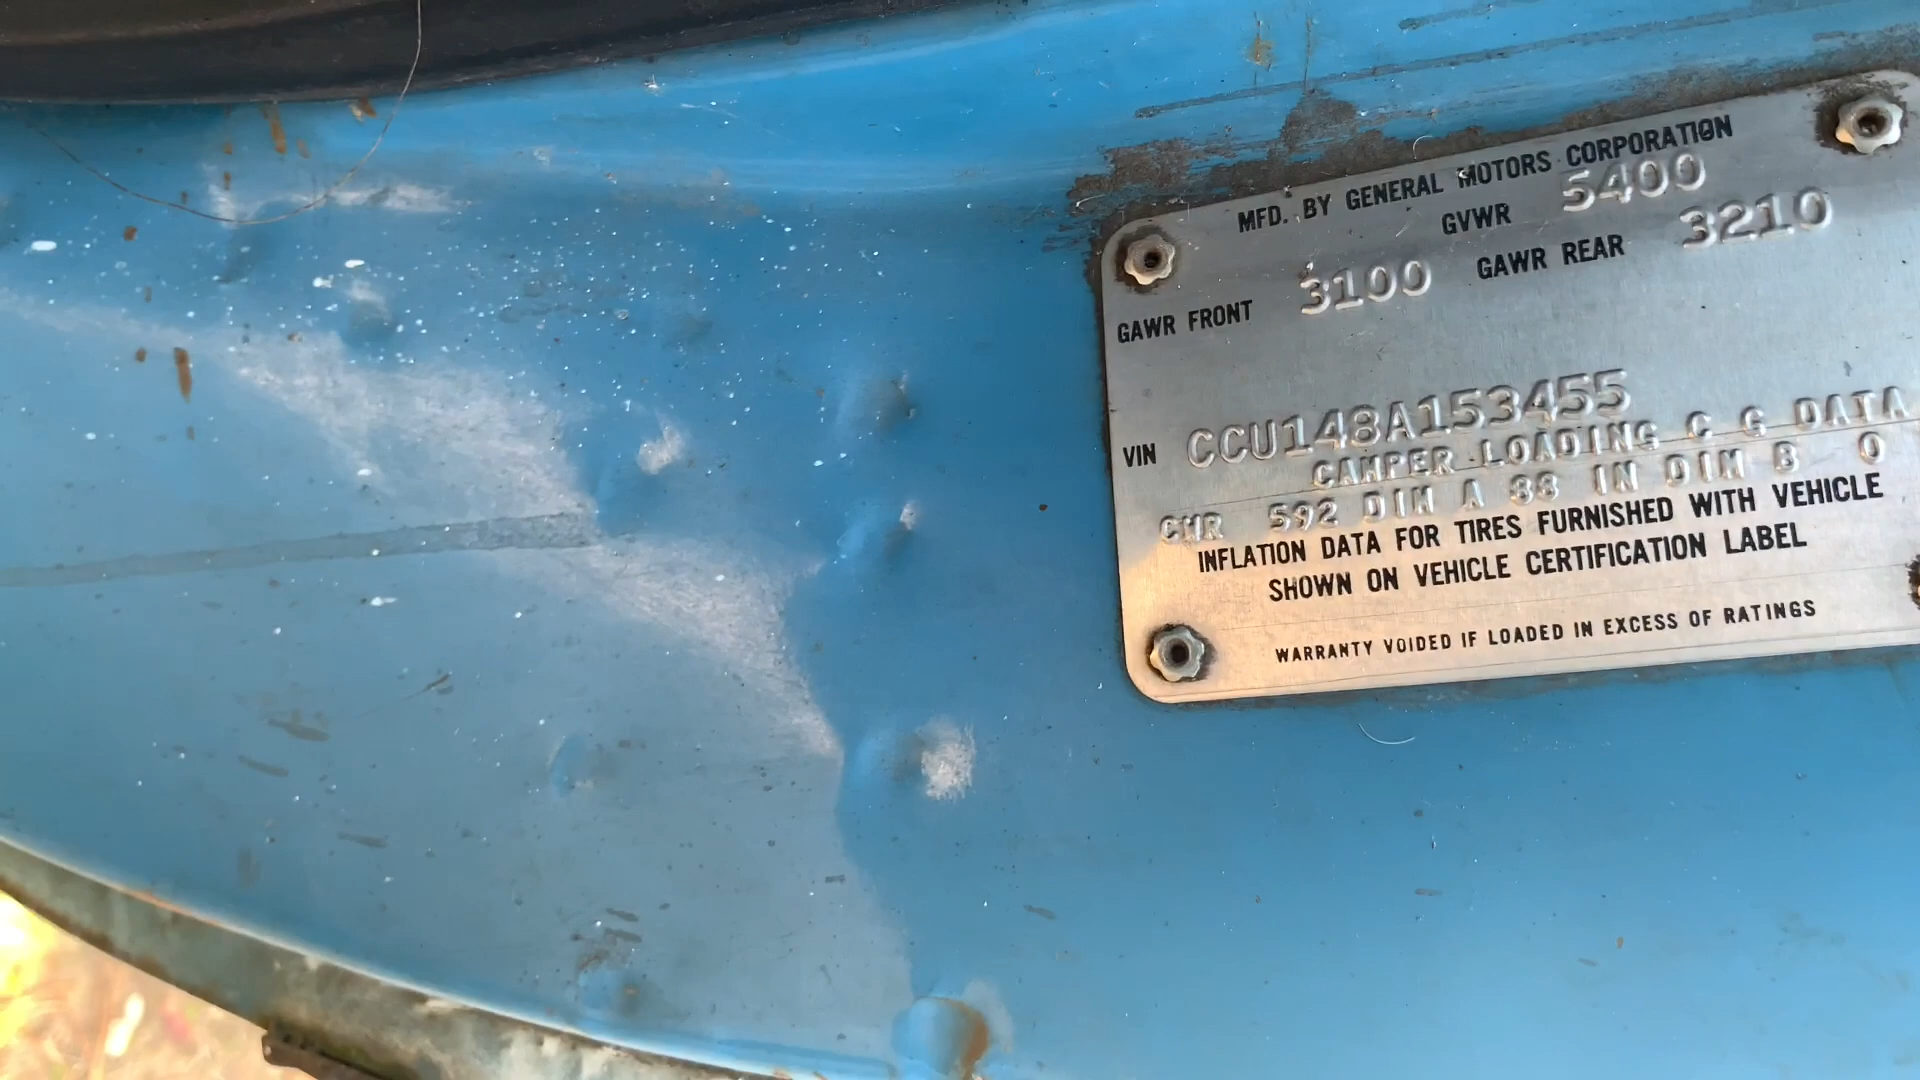 MFD. BY GENERAL MOTORS CORPORATION
GVWR 5400
GAWR FRONT 3100 GAWR REAR 3210
VIN CCU148A153455
CAMPER LOADING C G DATA
CWR 592 DIM A 88 IN DIM B 0
INFLATION DATA FOR TIRES FURNISHED WITH VEHICLE
SHOWN ON VEHICLE CERTIFICATION LABEL
WARRANTY VOIDED IF LOADED IN EXCESS OF RATINGS